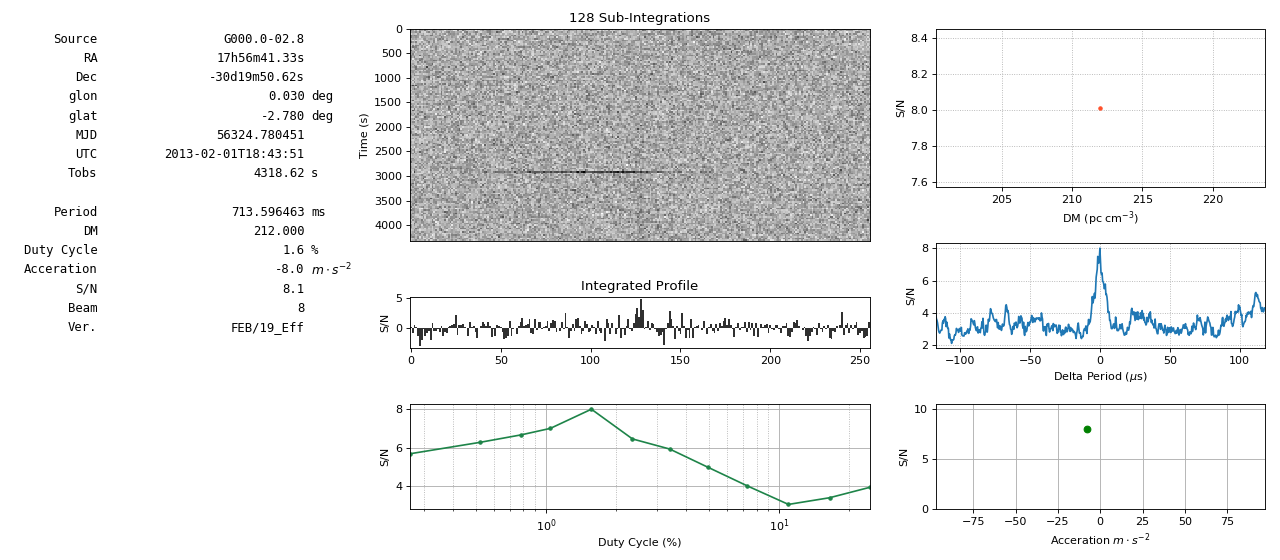 Source G000.0-02.8
RA 17h56m41.33s
Dec -30d19m50.62s
glon 0.030 deg
glat -2.780 deg
MJD 56324.780451
UTC 2013-02-01T18:43:51
Tobs 4318.62 s
Period 713.596463 ms
DM 212.000
Duty Cycle 1.6 %
Acceration -8.0 m · s⁻²
S/N 8.1
Beam 8
Ver. FEB/19_Eff
128 Sub-Integrations
0
500
1000
1500
2000
2500
3000
3500
4000
Time (s)
Integrated Profile
5
0
S/N
0 50 100 150 200 250
8
6
4
S/N
10⁰ 10¹
Duty Cycle (%)
8.4
8.2
8.0
7.8
7.6
S/N
205 210 215 220
DM (pc cm⁻³)
8
6
4
2
S/N
−100 −50 0 50 100
Delta Period (μs)
10
5
0
S/N
−75 −50 −25 0 25 50 75
Acceration m · s⁻²